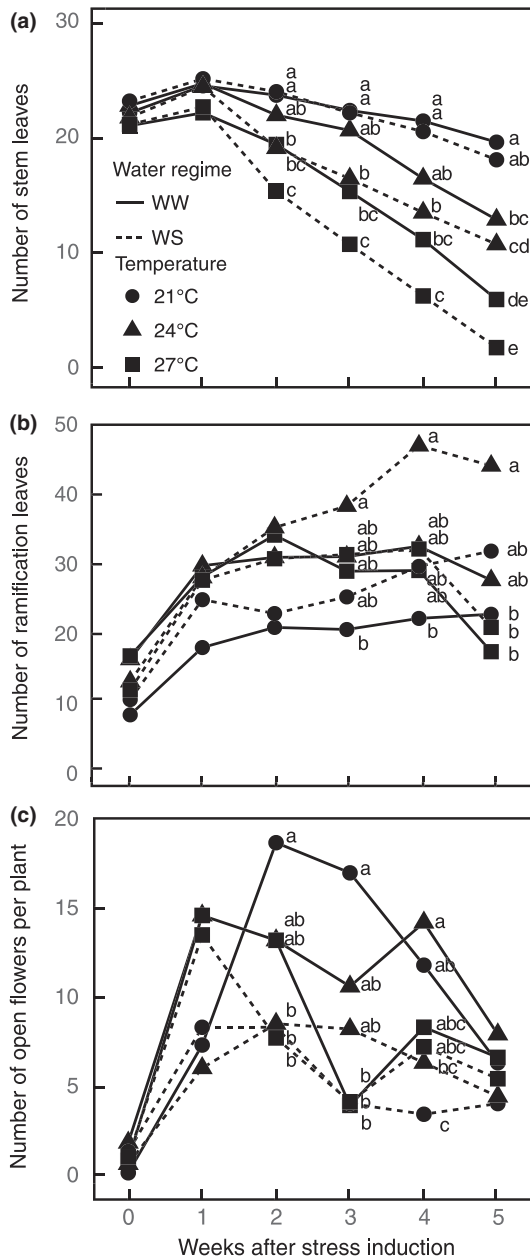 (a)
30
20
10
0
Number of stem leaves
Water regime
WW
WS
Temperature
21°C
24°C
27°C
a
a
ab
b
bc
c
a
a
ab
b
bc
c
a
a
ab
b
bc
c
a
ab
bc
cd
de
e
(b)
50
40
30
20
10
0
Number of ramification leaves
a
ab
ab
ab
ab
b
a
ab
ab
ab
ab
b
a
ab
ab
b
b
b
(c)
20
15
10
5
0
Number of open flowers per plant
a
ab
ab
b
b
b
a
ab
ab
b
b
b
a
ab
abc
abc
bc
c
0 1 2 3 4 5
Weeks after stress induction